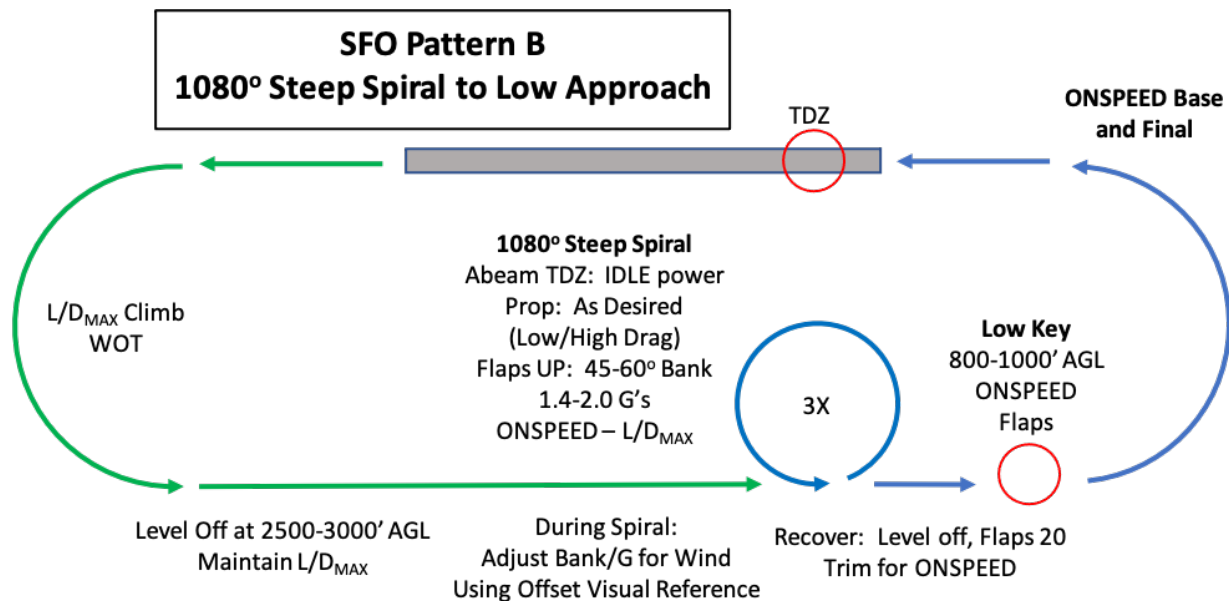 SFO Pattern B
1080° Steep Spiral to Low Approach
TDZ
ONSPEED Base
and Final
L/D_MAX Climb
WOT
1080° Steep Spiral
Abeam TDZ: IDLE power
Prop: As Desired
(Low/High Drag)
Flaps UP: 45-60° Bank
1.4-2.0 G's
ONSPEED – L/D_MAX
3X
Low Key
800-1000' AGL
ONSPEED
Flaps
Level Off at 2500-3000' AGL
Maintain L/D_MAX
During Spiral:
Adjust Bank/G for Wind
Using Offset Visual Reference
Recover: Level off, Flaps 20
Trim for ONSPEED